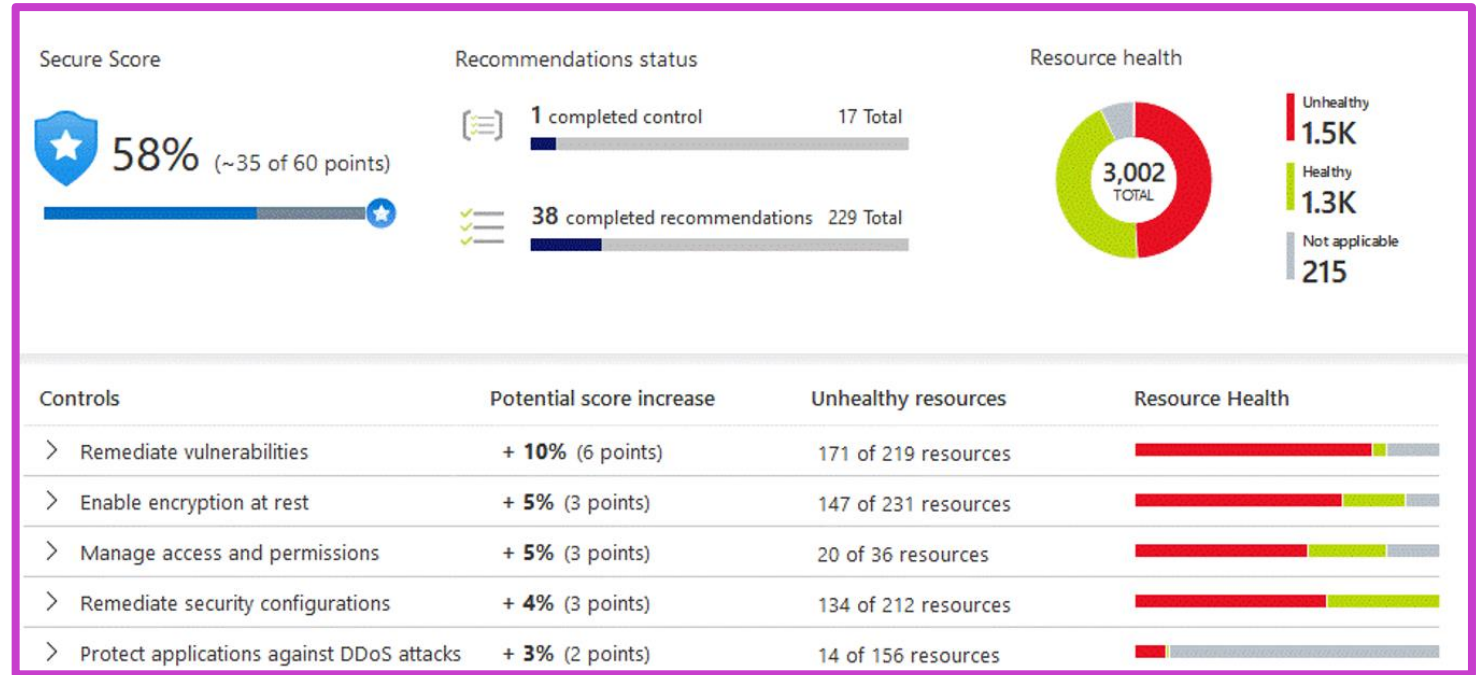 Secure Score
58% (~35 of 60 points)
Recommendations status
1 completed control 17 Total
38 completed recommendations 229 Total
Resource health
3,002
TOTAL
Unhealthy
1.5K
Healthy
1.3K
Not applicable
215
Controls Potential score increase Unhealthy resources Resource Health
Remediate vulnerabilities + 10% (6 points) 171 of 219 resources
Enable encryption at rest + 5% (3 points) 147 of 231 resources
Manage access and permissions + 5% (3 points) 20 of 36 resources
Remediate security configurations + 4% (3 points) 134 of 212 resources
Protect applications against DDoS attacks + 3% (2 points) 14 of 156 resources